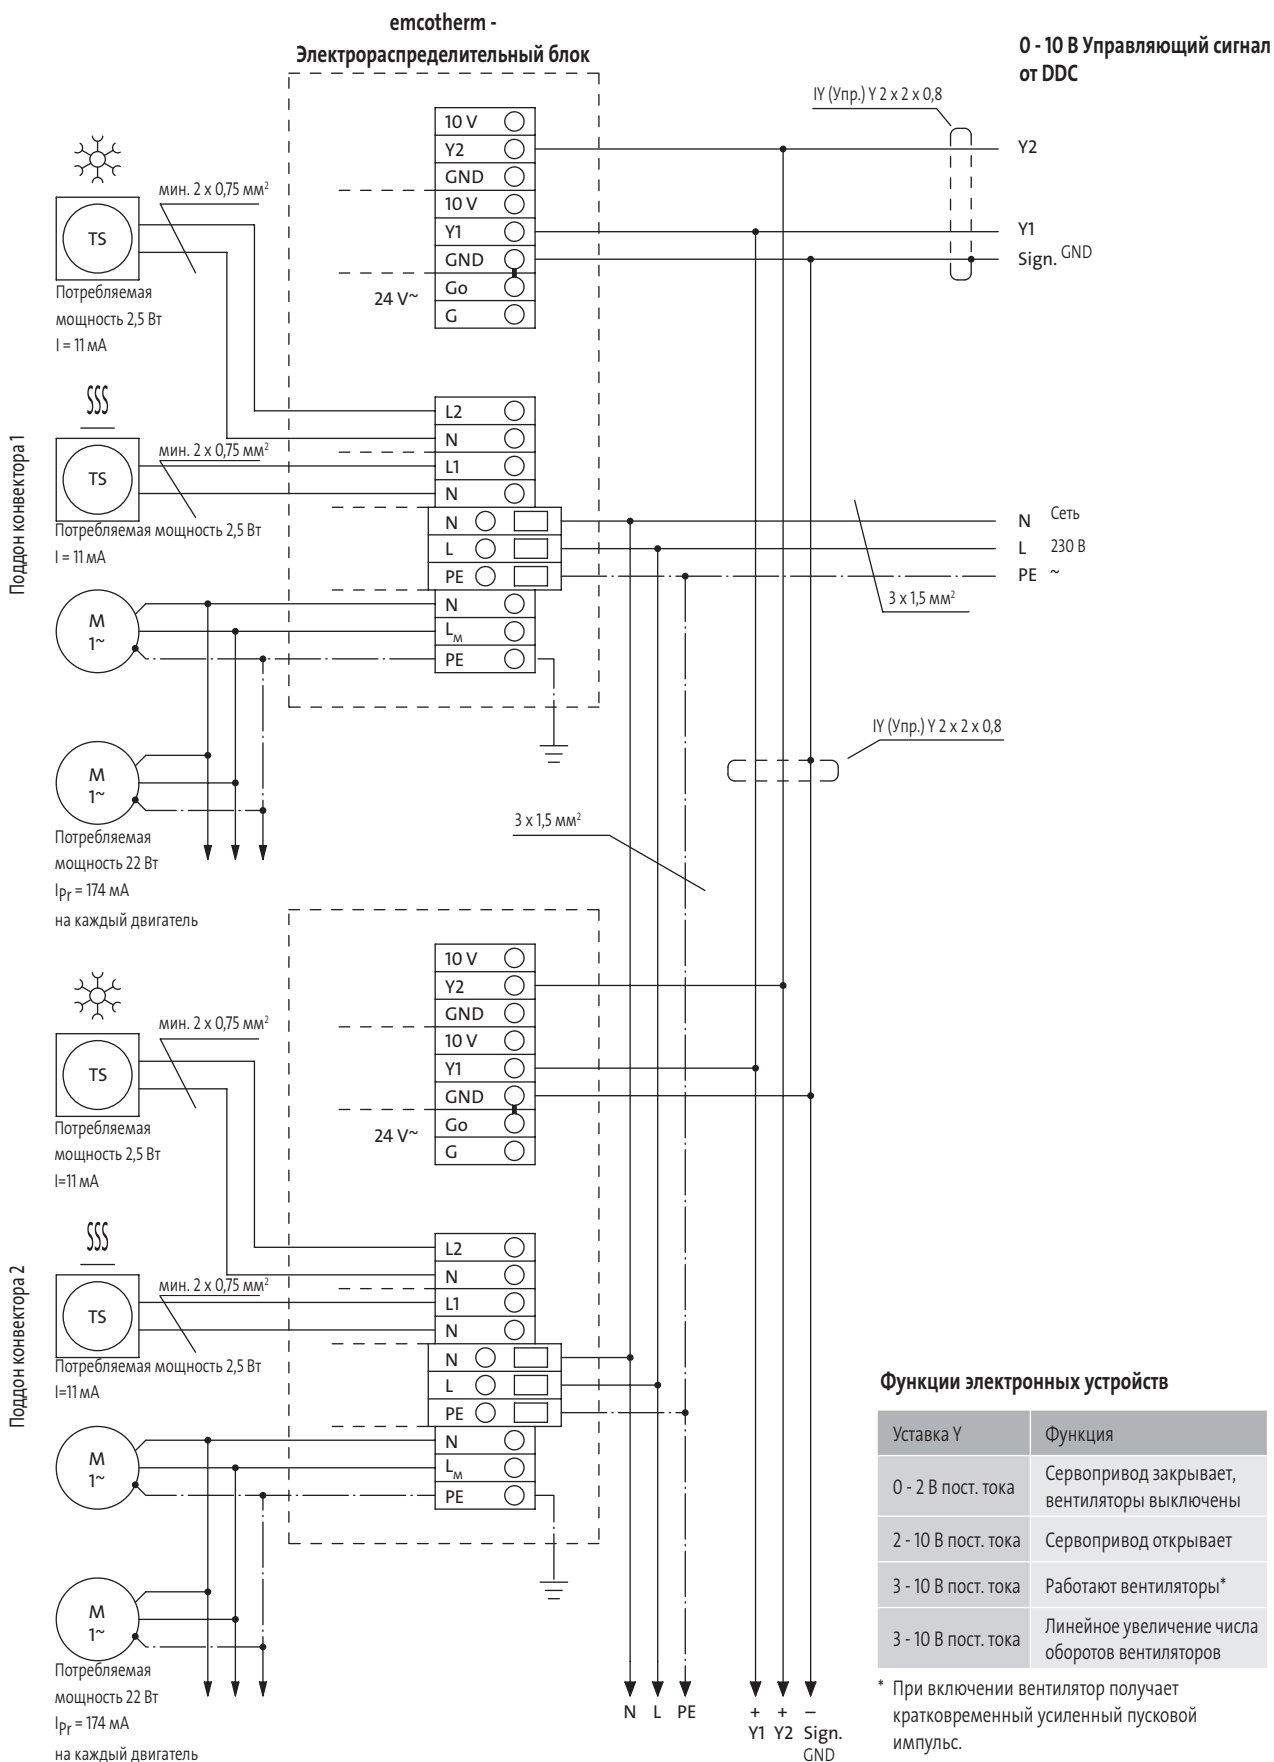 emcotherm -
Электрораспределительный блок
0 - 10 В Управляющий сигнал
от DDC
IY (Упр.) Y 2 x 2 x 0,8
10 V
Y2
GND
10 V
Y1
GND
Go
G
24 V~
Y2
Y1
Sign. GND
мин. 2 x 0,75 мм²
TS
Потребляемая
мощность 2,5 Вт
I = 11 мА
Поддон конвектора 1
мин. 2 x 0,75 мм²
TS
Потребляемая мощность 2,5 Вт
I = 11 мА
L2
N
L1
N
N
L
PE
N
LM
PE
N Сеть
L 230 В
PE ~
3 x 1,5 мм²
M
1~
M
1~
Потребляемая
мощность 22 Вт
IPr = 174 мА
на каждый двигатель
IY (Упр.) Y 2 x 2 x 0,8
3 x 1,5 мм²
10 V
Y2
GND
10 V
Y1
GND
Go
G
24 V~
мин. 2 x 0,75 мм²
TS
Потребляемая
мощность 2,5 Вт
I=11 мА
Поддон конвектора 2
мин. 2 x 0,75 мм²
TS
Потребляемая мощность 2,5 Вт
I=11 мА
L2
N
L1
N
N
L
PE
N
LM
PE
M
1~
M
1~
Потребляемая
мощность 22 Вт
IPr = 174 мА
на каждый двигатель
N L PE
+ + –
Y1 Y2 Sign.
GND
Функции электронных устройств
Уставка Y Функция
0 - 2 В пост. тока Сервопривод закрывает,
вентиляторы выключены
2 - 10 В пост. тока Сервопривод открывает
3 - 10 В пост. тока Работают вентиляторы*
3 - 10 В пост. тока Линейное увеличение числа
оборотов вентиляторов
* При включении вентилятор получает
кратковременный усиленный пусковой
импульс.